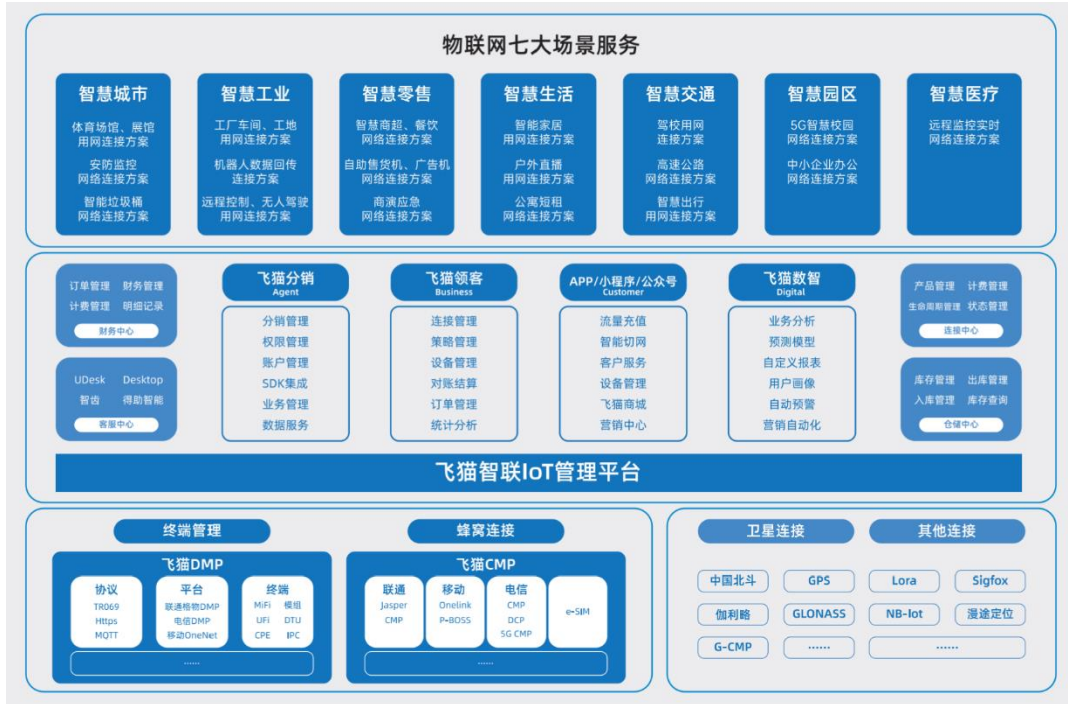 物联网七大场景服务
智慧城市
体育场馆、展馆
用网连接方案
安防监控
网络连接方案
智能垃圾桶
网络连接方案
智慧工业
工厂车间、工地
用网连接方案
机器人数据回传
连接方案
远程控制、无人驾驶
用网连接方案
智慧零售
智慧商超、餐饮
网络连接方案
自助售货机、广告机
网络连接方案
商演应急
网络连接方案
智慧生活
智能家居
用网连接方案
户外直播
用网连接方案
公寓短租
网络连接方案
智慧交通
驾校用网
连接方案
高速公路
网络连接方案
智慧出行
用网连接方案
智慧园区
5G智慧校园
网络连接方案
中小企业办公
网络连接方案
智慧医疗
远程监控实时
网络连接方案
订单管理 财务管理
计费管理 明细记录
财务中心
UDesk Desktop
智齿 得助智能
客服中心
飞猫分销
Agent
分销管理
权限管理
账户管理
SDK集成
业务管理
数据服务
飞猫领客
Business
连接管理
策略管理
设备管理
对账结算
订单管理
统计分析
APP/小程序/公众号
Customer
流量充值
智能切网
客户服务
设备管理
飞猫商城
营销中心
飞猫数智
Digital
业务分析
预测模型
自定义报表
用户画像
自动预警
营销自动化
产品管理 计费管理
生命周期管理 状态管理
连接中心
库存管理 出库管理
入库管理 库存查询
仓储中心
飞猫智联IoT管理平台
终端管理
飞猫DMP
协议
TR069
Https
MQTT
平台
联通格物DMP
电信DMP
移动OneNet
终端
MiFi 模组
UFi DTU
CPE IPC
······
蜂窝连接
飞猫CMP
联通
Jasper
CMP
移动
Onelink
P-BOSS
电信
CMP
DCP
5G CMP
e-SIM
······
卫星连接
中国北斗 GPS
伽利略 GLONASS
G-CMP ······
其他连接
Lora Sigfox
NB-Iot 漫途定位
······